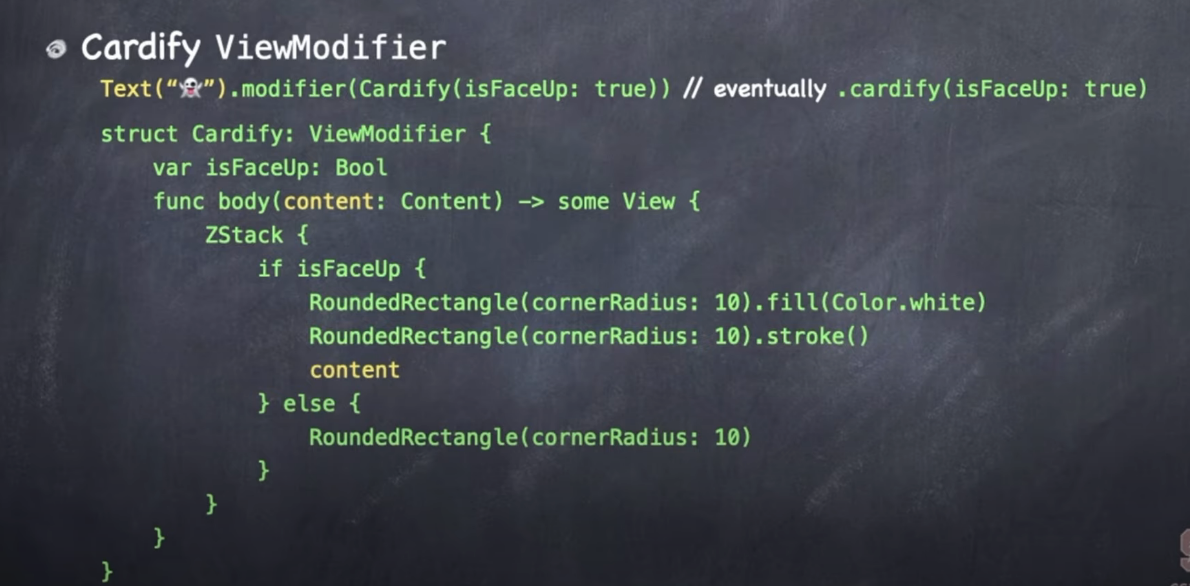 Cardify ViewModifier
Text(“👻”).modifier(Cardify(isFaceUp: true)) // eventually .cardify(isFaceUp: true)
struct Cardify: ViewModifier {
    var isFaceUp: Bool
    func body(content: Content) -> some View {
        ZStack {
            if isFaceUp {
                RoundedRectangle(cornerRadius: 10).fill(Color.white)
                RoundedRectangle(cornerRadius: 10).stroke()
                content
            } else {
                RoundedRectangle(cornerRadius: 10)
            }
        }
    }
}